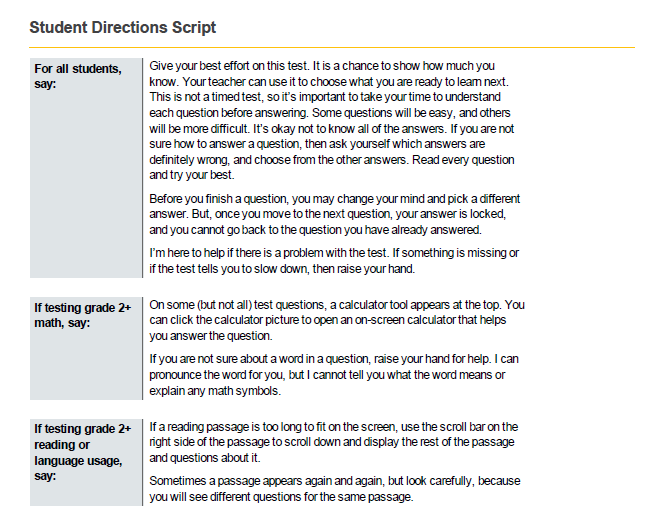 Student Directions Script
For all students,
say:
Give your best effort on this test. It is a chance to show how much you
know. Your teacher can use it to choose what you are ready to learn next.
This is not a timed test, so it's important to take your time to understand
each question before answering. Some questions will be easy, and others
will be more difficult. It's okay not to know all of the answers. If you are not
sure how to answer a question, then ask yourself which answers are
definitely wrong, and choose from the other answers. Read every question
and try your best.
Before you finish a question, you may change your mind and pick a different
answer. But, once you move to the next question, your answer is locked,
and you cannot go back to the question you have already answered.
I'm here to help if there is a problem with the test. If something is missing or
if the test tells you to slow down, then raise your hand.
If testing grade 2+
math, say:
On some (but not all) test questions, a calculator tool appears at the top. You
can click the calculator picture to open an on-screen calculator that helps
you answer the question.
If you are not sure about a word in a question, raise your hand for help. I can
pronounce the word for you, but I cannot tell you what the word means or
explain any math symbols.
If testing grade 2+
reading or
language usage,
say:
If a reading passage is too long to fit on the screen, use the scroll bar on the
right side of the passage to scroll down and display the rest of the passage
and questions about it.
Sometimes a passage appears again and again, but look carefully, because
you will see different questions for the same passage.